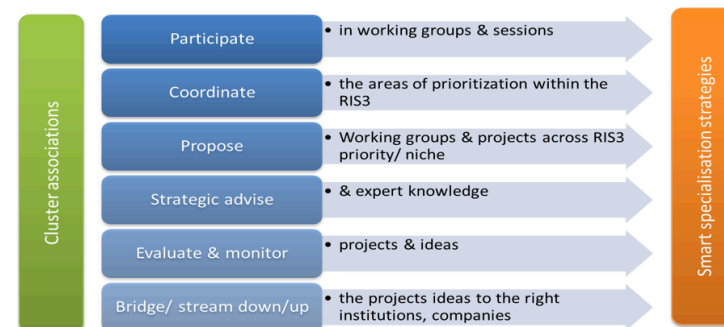 Cluster associations
Participate
• in working groups & sessions
Coordinate
• the areas of prioritization within the
RIS3
Propose
• Working groups & projects across RIS3
priority/ niche
Strategic advise
• & expert knowledge
Evaluate & monitor
• projects & ideas
Bridge/ stream down/up
• the projects ideas to the right
institutions, companies
Smart specialisation strategies